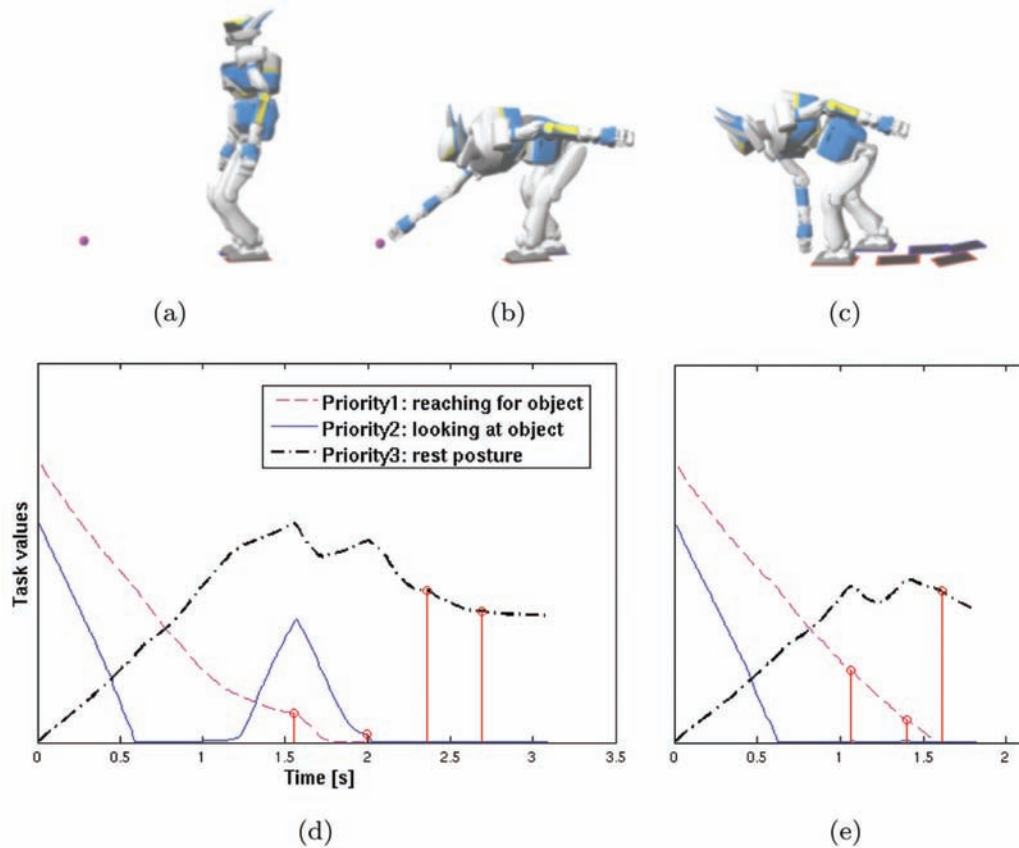 (a)
(b)
(c)
Priority1: reaching for object
Priority2: looking at object
Priority3: rest posture
Task values
0
0.5
1
1.5
2
2.5
3
3.5
Time [s]
0
0.5
1
1.5
2
(d)
(e)